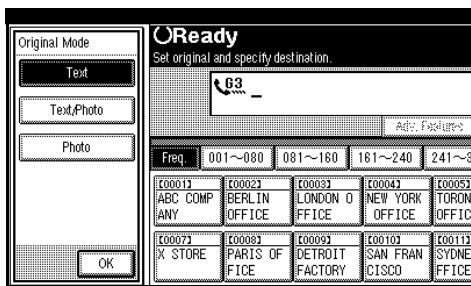 Original Mode
Text
Text/Photo
Photo
OK
Ready
Set original and specify destination.
G3
Adv. Features
Freq.
001~080
081~160
161~240
241~3
[0001]
ABC COMP
ANY
[0002]
BERLIN
OFFICE
[0003]
LONDON O
FFICE
[0004]
NEW YORK
OFFICE
[0005]
TORON
OFFIC
[0007]
X STORE
[0008]
PARIS OF
FICE
[0009]
DETROIT
FACTORY
[0010]
SAN FRAN
CISCO
[0011]
SYDNE
FFICE